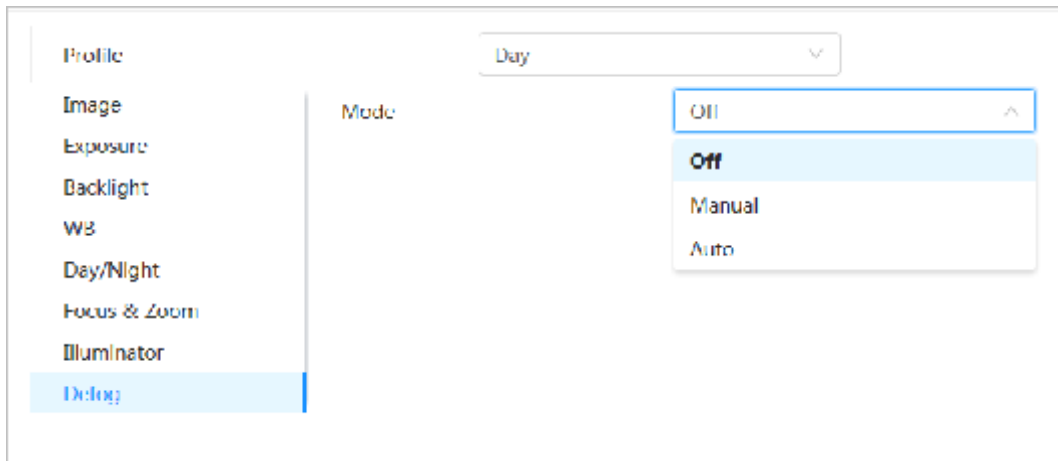 Profile
Day
Image
Mode
Off
Exposure
Off
Backlight
Manual
WB
Auto
Day/Night
Focus & Zoom
Illuminator
Defog